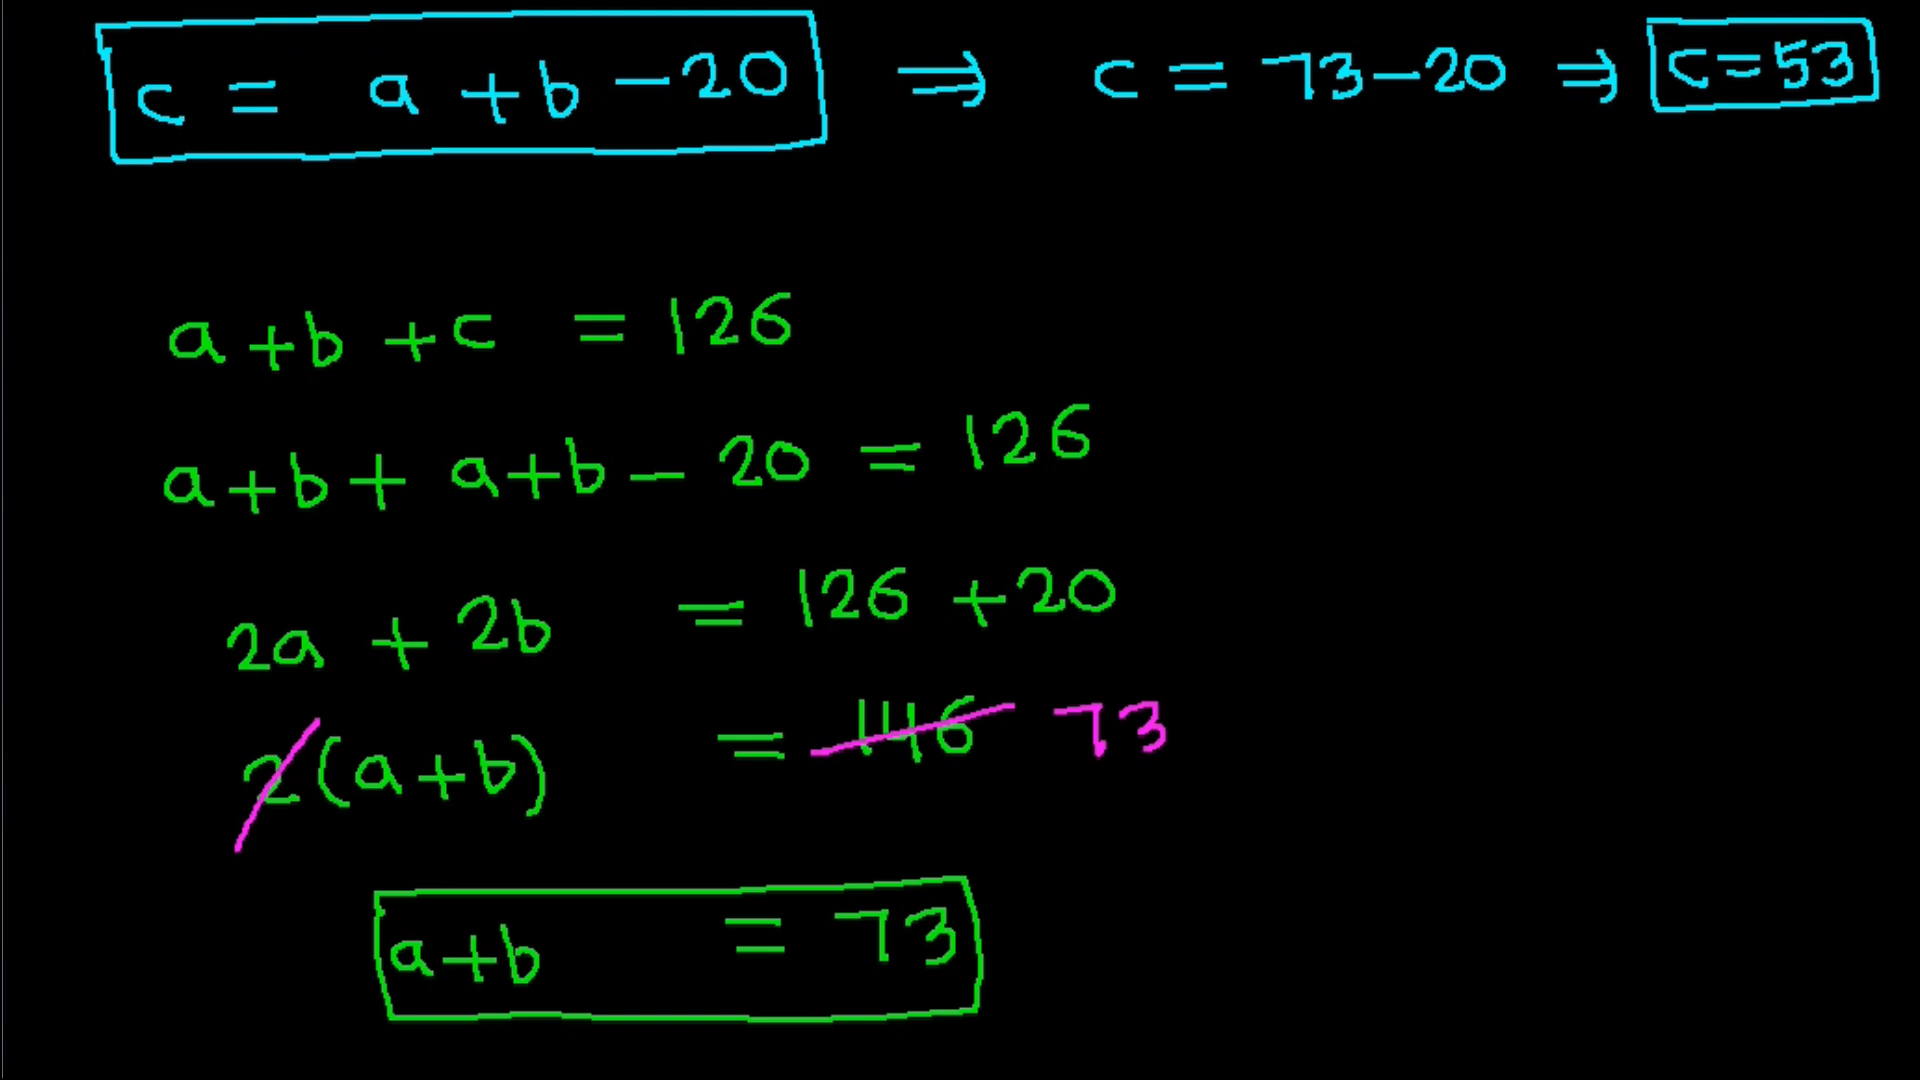 c = a + b - 20 ⇒ c = 73 - 20 ⇒ c = 53
a + b + c = 126
a + b + a + b - 20 = 126
2a + 2b = 126 + 20
2(a + b) = 146 73
a + b = 73